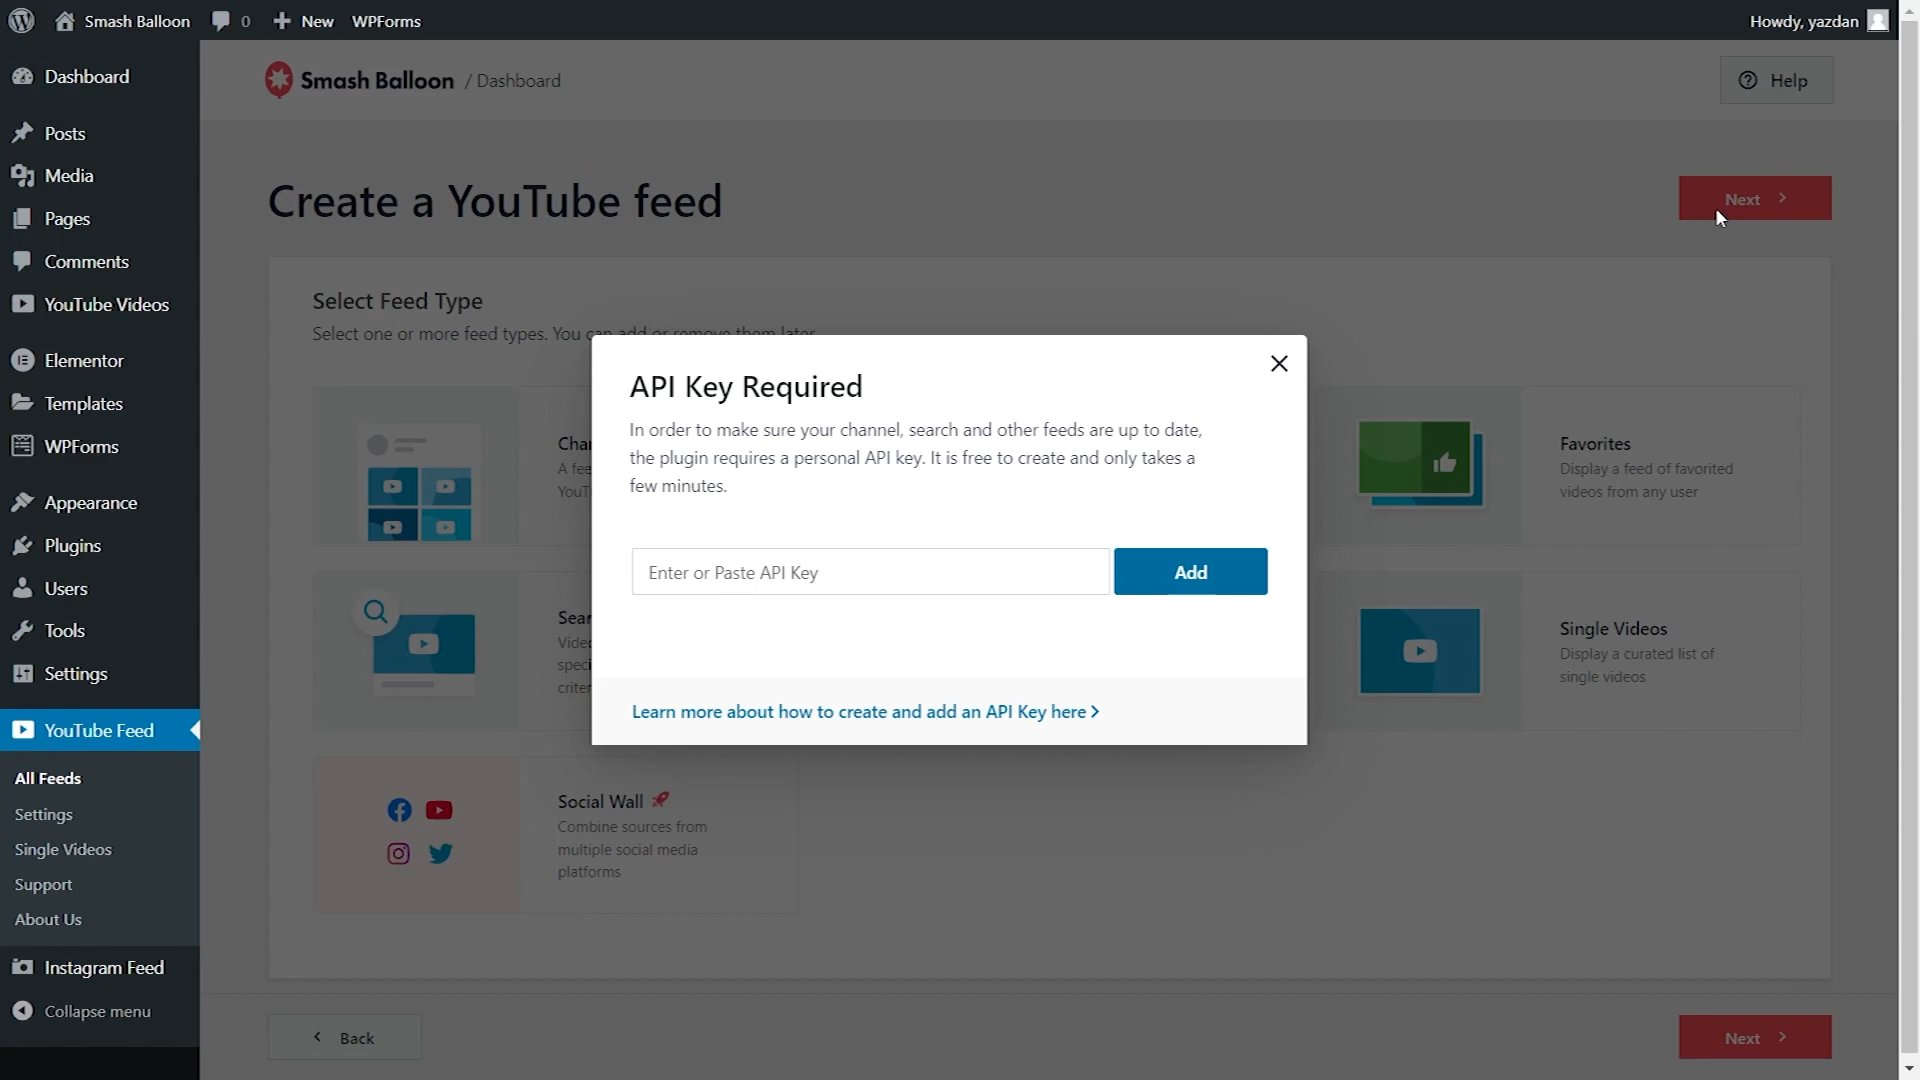 Smash Balloon
0
New
WPForms
Howdy, yazdan
Dashboard
Posts
Media
Pages
Comments
YouTube Videos
Elementor
Templates
WPForms
Appearance
Plugins
Users
Tools
Settings
YouTube Feed
All Feeds
Settings
Single Videos
Support
About Us
Instagram Feed
Collapse menu
Smash Balloon / Dashboard
Help
Create a YouTube feed
Next
Select Feed Type
Select one or more feed types. You can add or remove them later
API Key Required
In order to make sure your channel, search and other feeds are up to date,
the plugin requires a personal API key. It is free to create and only takes a
few minutes.
Enter or Paste API Key
Add
Learn more about how to create and add an API Key here
Favorites
Display a feed of favorited
videos from any user
Single Videos
Display a curated list of
single videos
Social Wall
Combine sources from
multiple social media
platforms
Back
Next